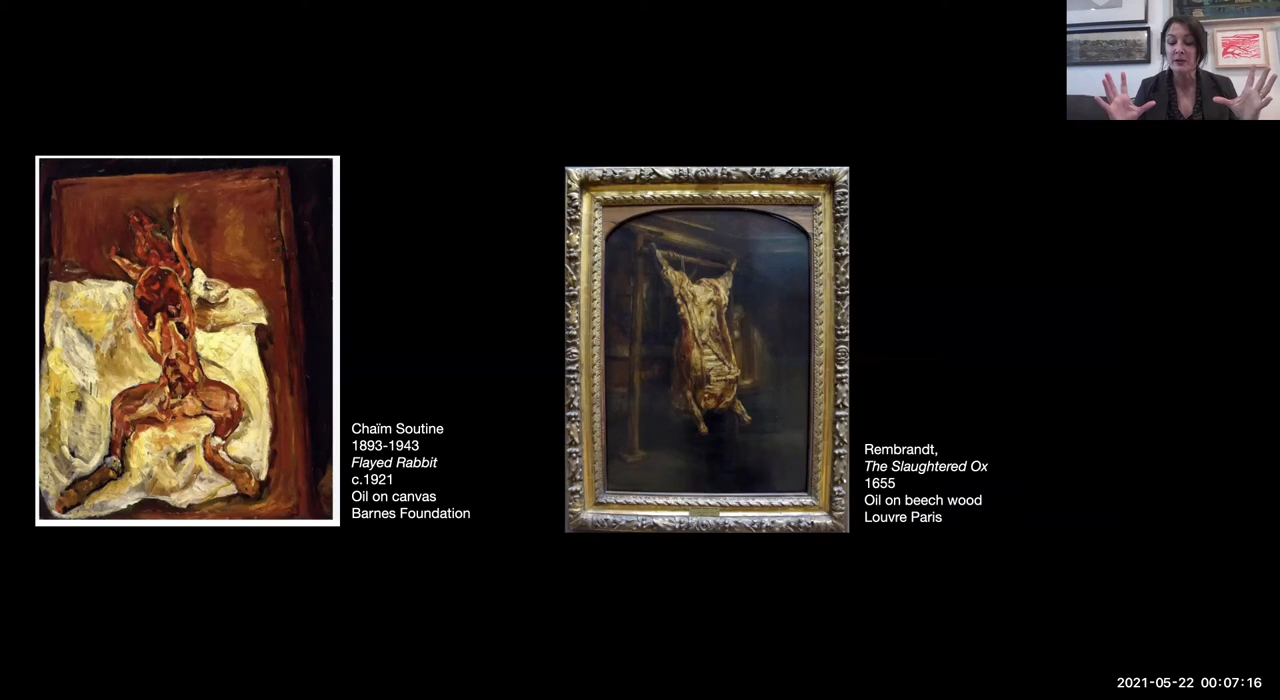 Chaïm Soutine
1893-1943
Flayed Rabbit
c.1921
Oil on canvas
Barnes Foundation
Rembrandt,
The Slaughtered Ox
1655
Oil on beech wood
Louvre Paris
2021-05-22 00:07:16